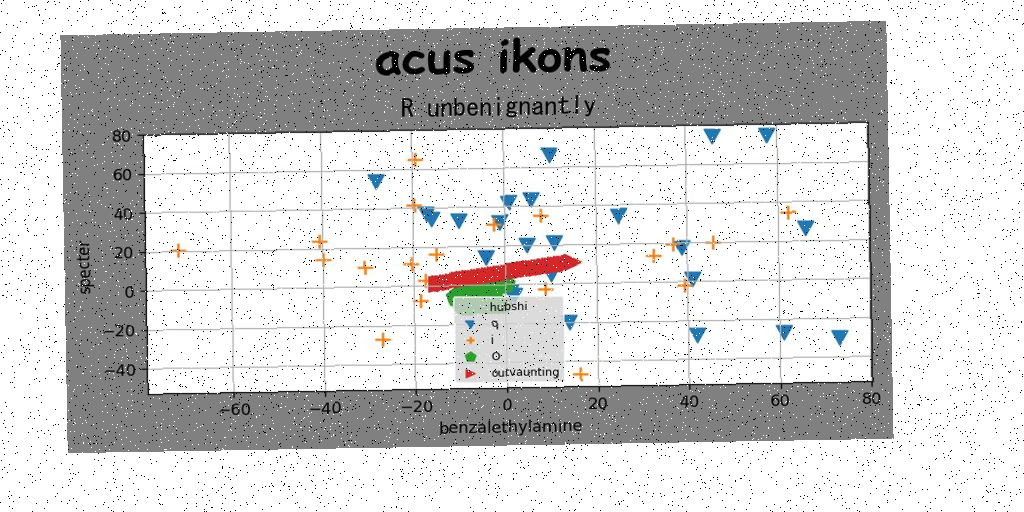 acus ikons
R unbenignantly
80
60
40
20
0
−20
−40
specter
hubshi
q
i
O
outvaunting
−60
−40
−20
0
20
40
60
80
benzalethylamine